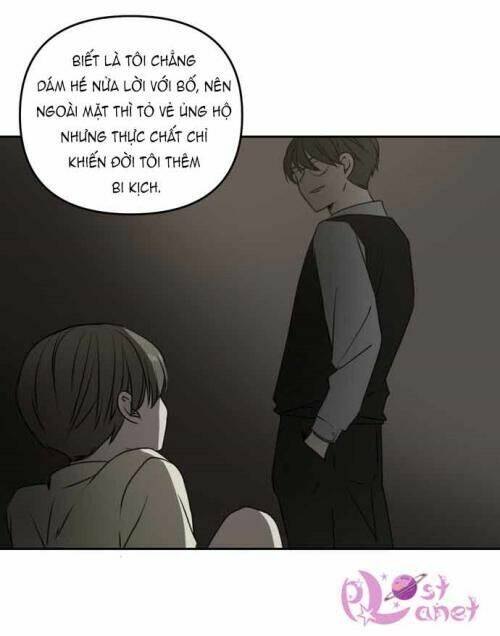 BIẾT LÀ TÔI CHẲNG
DÁM HÉ NỬA LỜI VỚI BỐ, NÊN
NGOÀI MẶT THÌ TỎ VẺ ỦNG HỘ
NHƯNG THỰC CHẤT CHỈ
KHIẾN ĐỜI TÔI THÊM
BI KỊCH.
Lost
Planet